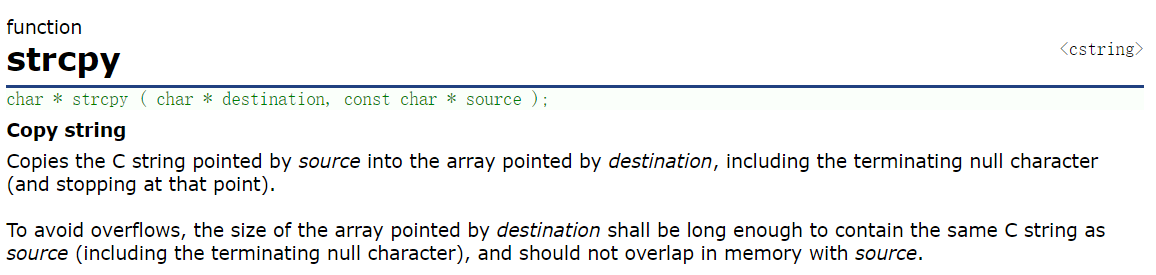 function
strcpy
<cstring>
char * strcpy ( char * destination, const char * source );
Copy string
Copies the C string pointed by source into the array pointed by destination, including the terminating null character
(and stopping at that point).
To avoid overflows, the size of the array pointed by destination shall be long enough to contain the same C string as
source (including the terminating null character), and should not overlap in memory with source.